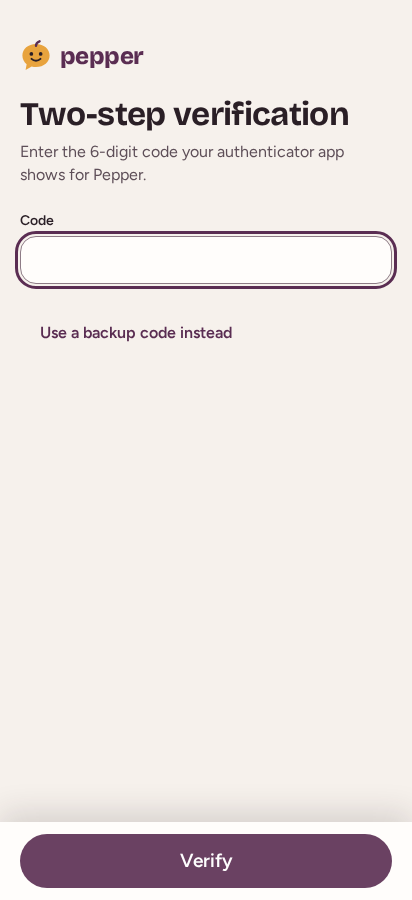 pepper
Two-step verification
Enter the 6-digit code your authenticator app
shows for Pepper.
Code
Use a backup code instead
Verify